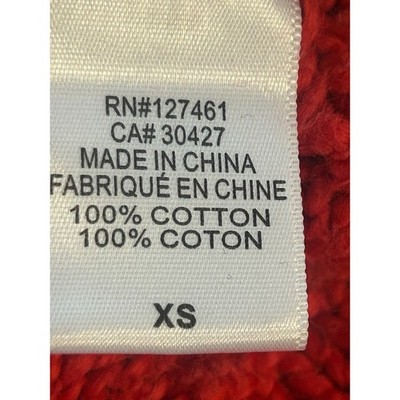 RN#127461
CA# 30427
MADE IN CHINA
FABRIQUÉ EN CHINE
100% COTTON
100% COTON
XS